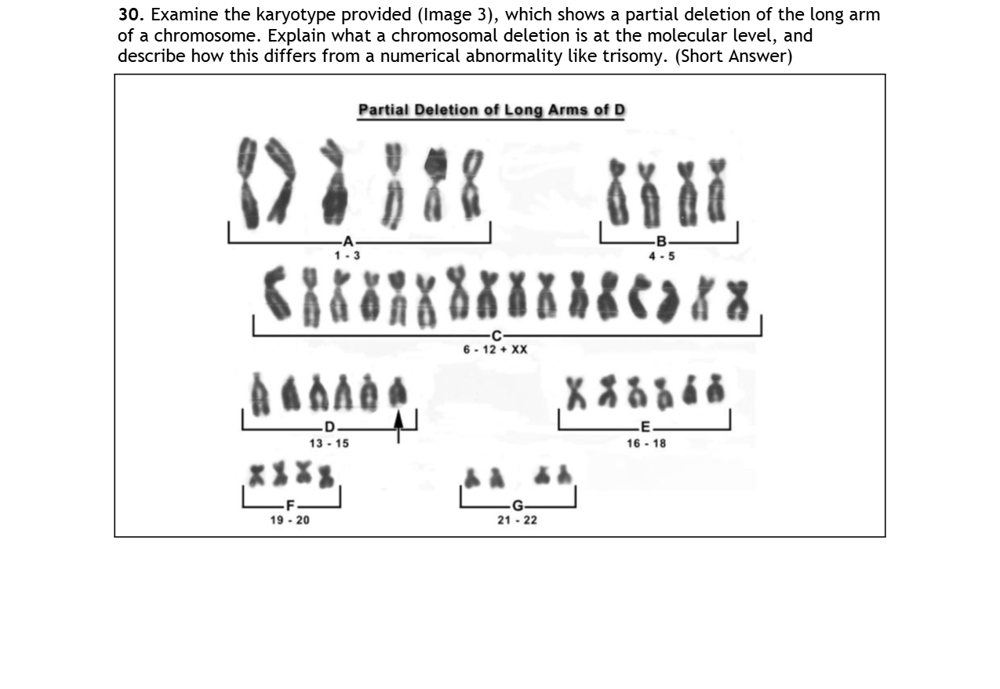 30. Examine the karyotype provided (Image 3), which shows a partial deletion of the long arm
of a chromosome. Explain what a chromosomal deletion is at the molecular level, and
describe how this differs from a numerical abnormality like trisomy. (Short Answer)
Partial Deletion of Long Arms of D
A B
1 - 3 4 - 5
C
6 - 12 + XX
D E
13 - 15 16 - 18
F G
19 - 20 21 - 22